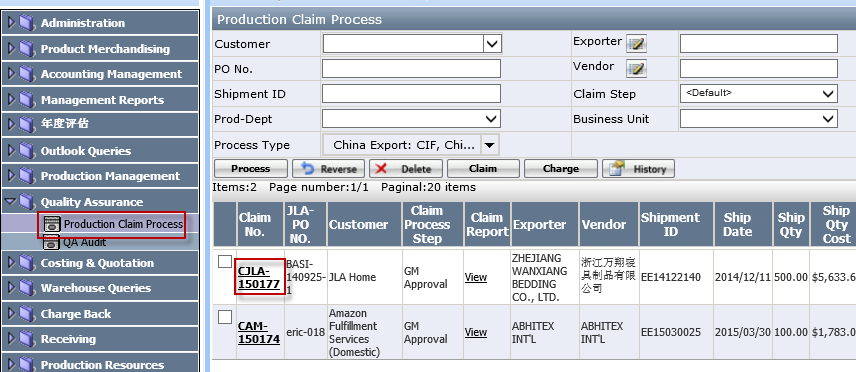 Administration
Product Merchandising
Accounting Management
Management Reports
年度评估
Outlook Queries
Production Management
Quality Assurance
Production Claim Process
QA Audit
Costing & Quotation
Warehouse Queries
Charge Back
Receiving
Production Resources
Production Claim Process
Customer
Exporter
PO No.
Vendor
Shipment ID
Claim Step
<Default>
Prod-Dept
Business Unit
Process Type
China Export: CIF, Chi...
Process
Reverse
Delete
Claim
Charge
History
Items:2 Page number:1/1 Paginal:20 items
Claim
No.
JLA-
PO
NO.
Customer
Claim
Process
Step
Claim
Report
Exporter
Vendor
Shipment
ID
Ship
Date
Ship
Qty
Ship
Qty
Cost
CJLA-
150177
BASI-
140925-
1
JLA Home
GM
Approval
View
ZHEJIANG
WANXIANG
BEDDING
CO., LTD.
浙江万翔寝
具制品有限
公司
EE14122140
2014/12/11
500.00
$5,633.6
CAM-
150174
eric-018
Amazon
Fulfillment
Services
(Domestic)
GM
Approval
View
ABHITEX
INT'L
ABHITEX
INT'L
EE15030025
2015/03/30
100.00
$1,783.0